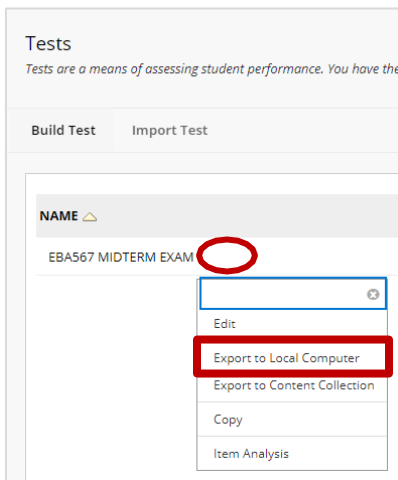 Tests
Tests are a means of assessing student performance. You have the
Build Test Import Test
NAME
EBA567 MIDTERM EXAM
Edit
Export to Local Computer
Export to Content Collection
Copy
Item Analysis